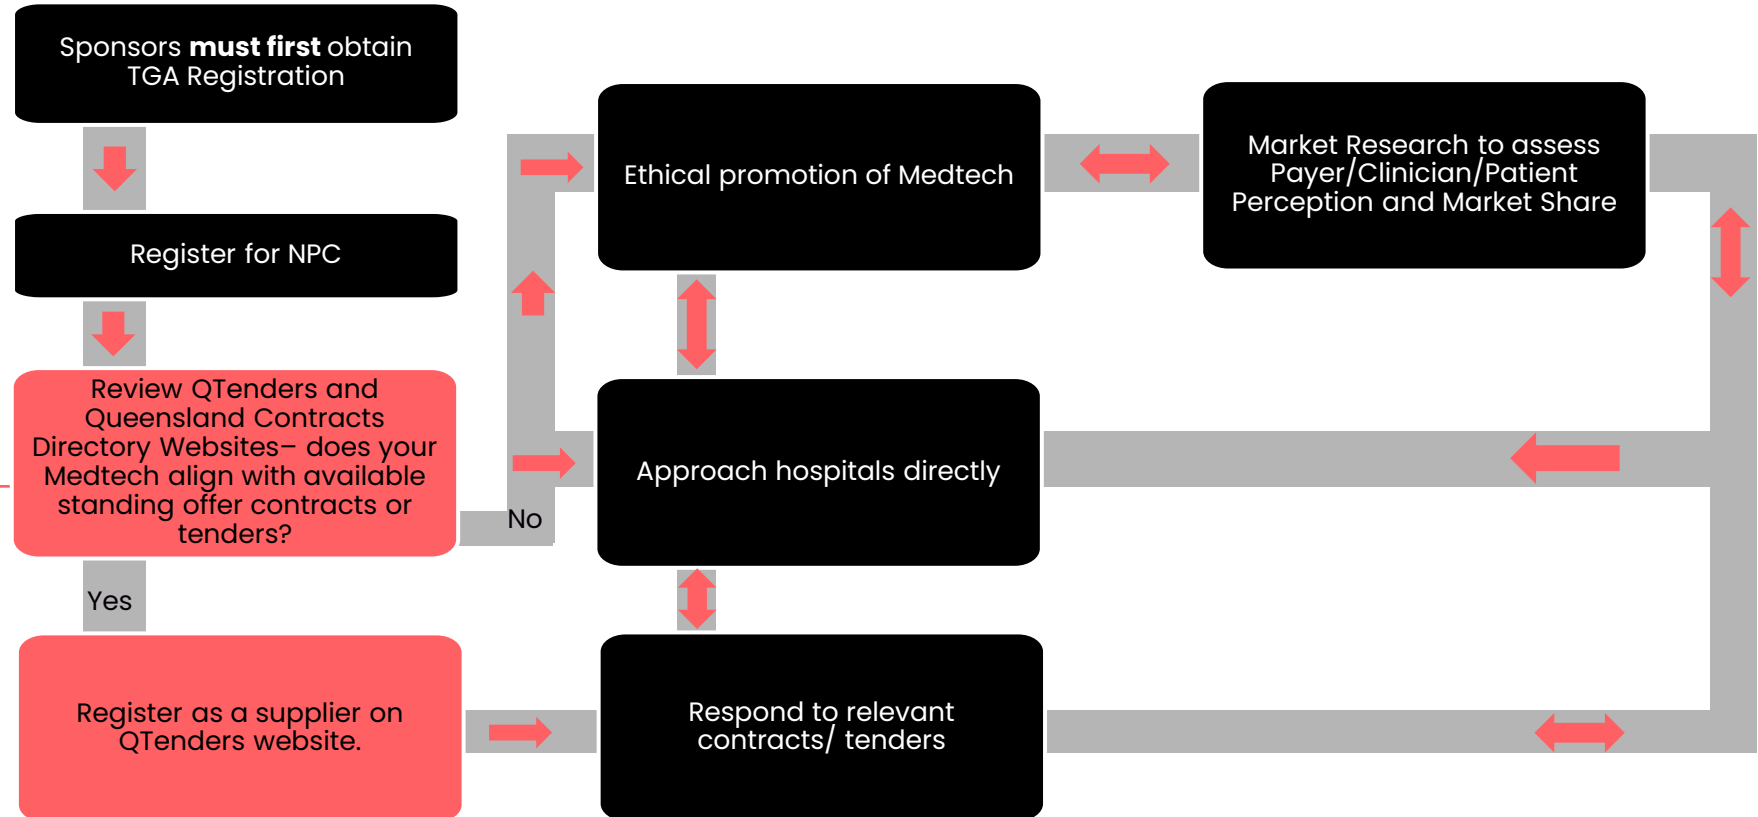 Sponsors must first obtain
TGA Registration
Register for NPC
Review QTenders and
Queensland Contracts
Directory Websites– does your
Medtech align with available
standing offer contracts or
tenders?
No
Yes
Register as a supplier on
QTenders website.
Ethical promotion of Medtech
Approach hospitals directly
Respond to relevant
contracts/ tenders
Market Research to assess
Payer/Clinician/Patient
Perception and Market Share